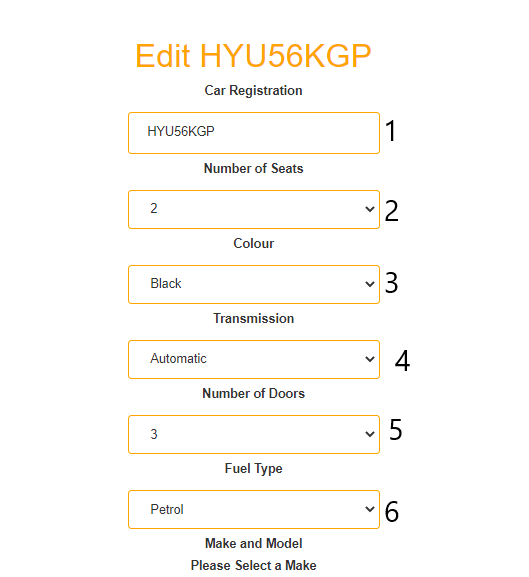 Edit HYU56KGP
Car Registration
HYU56KGP 1
Number of Seats
2 2
Colour
Black 3
Transmission
Automatic 4
Number of Doors
3 5
Fuel Type
Petrol 6
Make and Model
Please Select a Make